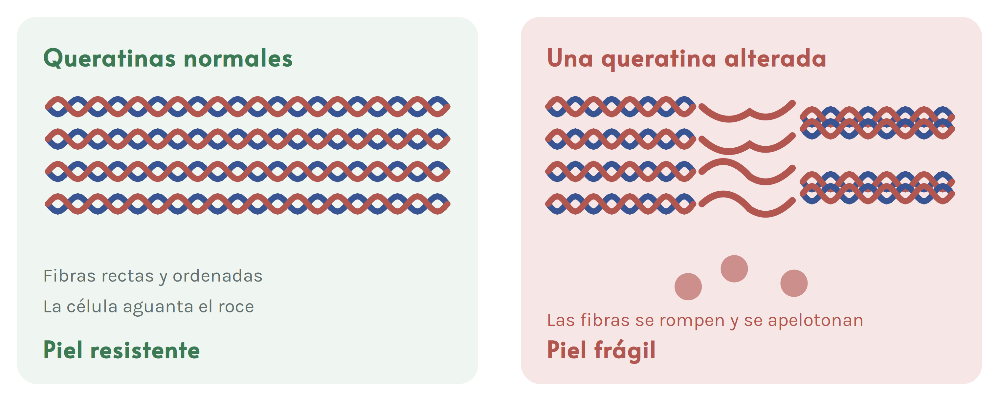 Queratinas normales
Fibras rectas y ordenadas
La célula aguanta el roce
Piel resistente
Una queratina alterada
Las fibras se rompen y se apelotonan
Piel frágil